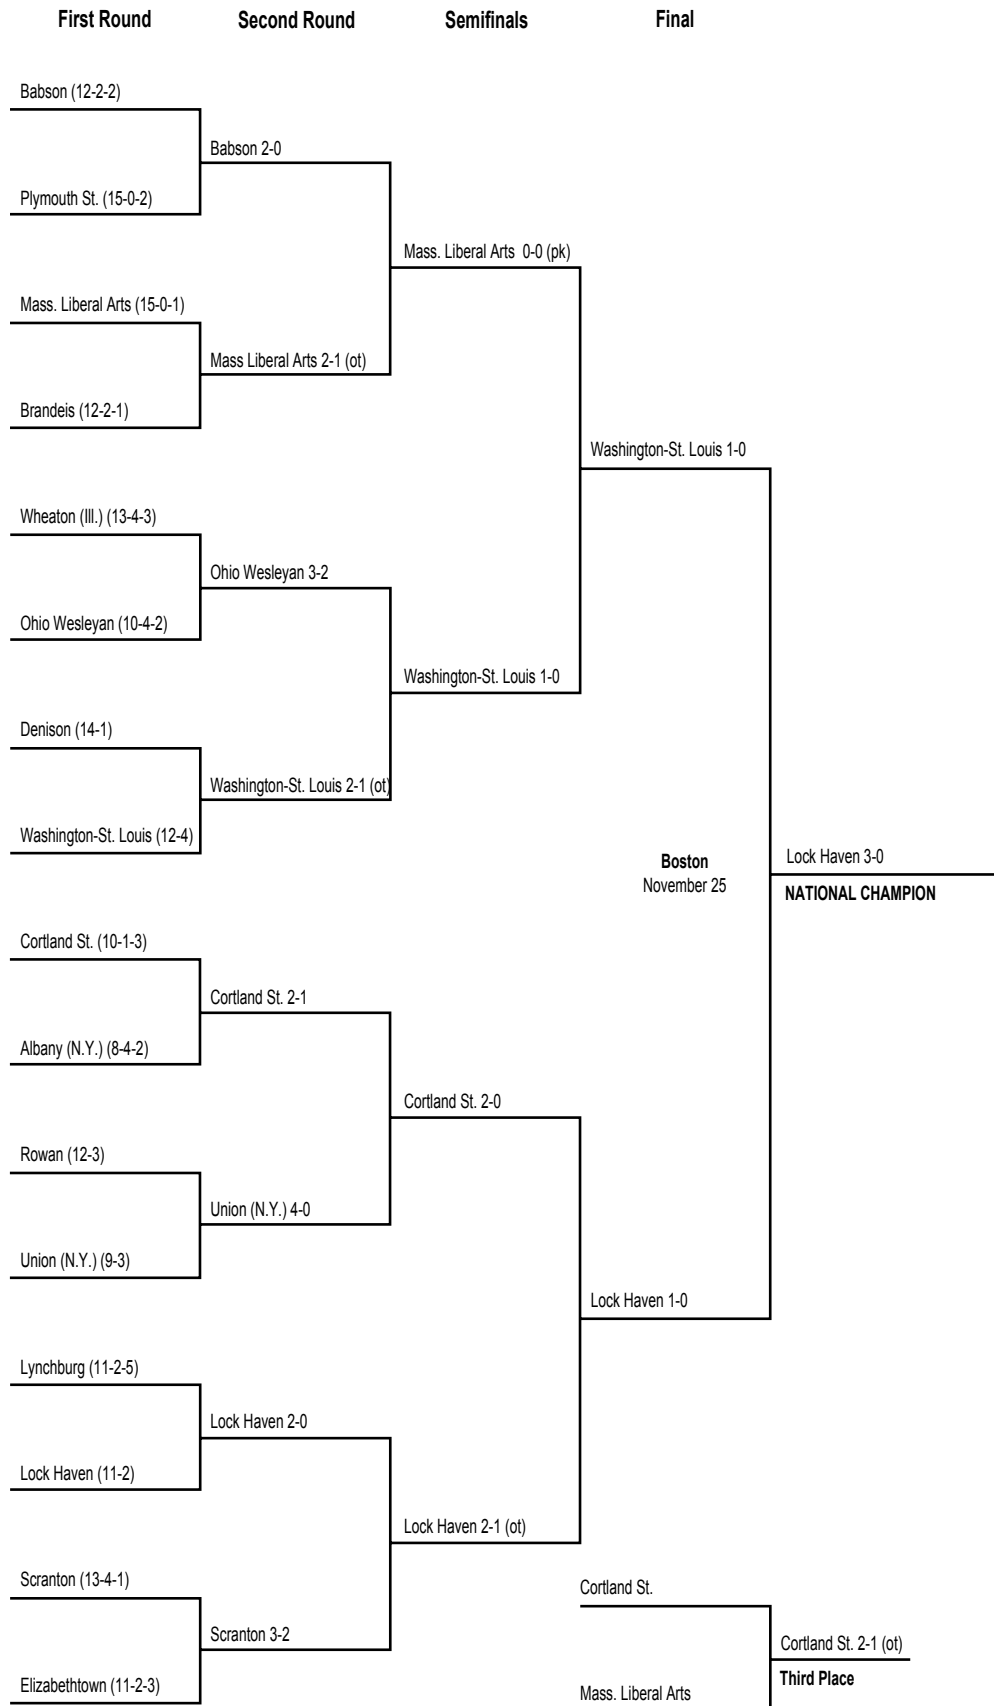 First Round
Second Round
Semifinals
Final
Babson (12-2-2)
Babson 2-0
Plymouth St. (15-0-2)
Mass. Liberal Arts  0-0 (pk)
Mass. Liberal Arts (15-0-1)
Mass Liberal Arts 2-1 (ot)
Brandeis (12-2-1)
Washington-St. Louis 1-0
Wheaton (Ill.) (13-4-3)
Ohio Wesleyan 3-2
Ohio Wesleyan (10-4-2)
Washington-St. Louis 1-0
Denison (14-1)
Washington-St. Louis 2-1 (ot)
Washington-St. Louis (12-4)
Boston
November 25
Lock Haven 3-0
NATIONAL CHAMPION
Cortland St. (10-1-3)
Cortland St. 2-1
Albany (N.Y.) (8-4-2)
Cortland St. 2-0
Rowan (12-3)
Union (N.Y.) 4-0
Union (N.Y.) (9-3)
Lock Haven 1-0
Lynchburg (11-2-5)
Lock Haven 2-0
Lock Haven (11-2)
Lock Haven 2-1 (ot)
Scranton (13-4-1)
Scranton 3-2
Elizabethtown (11-2-3)
Cortland St.
Cortland St. 2-1 (ot)
Third Place
Mass. Liberal Arts